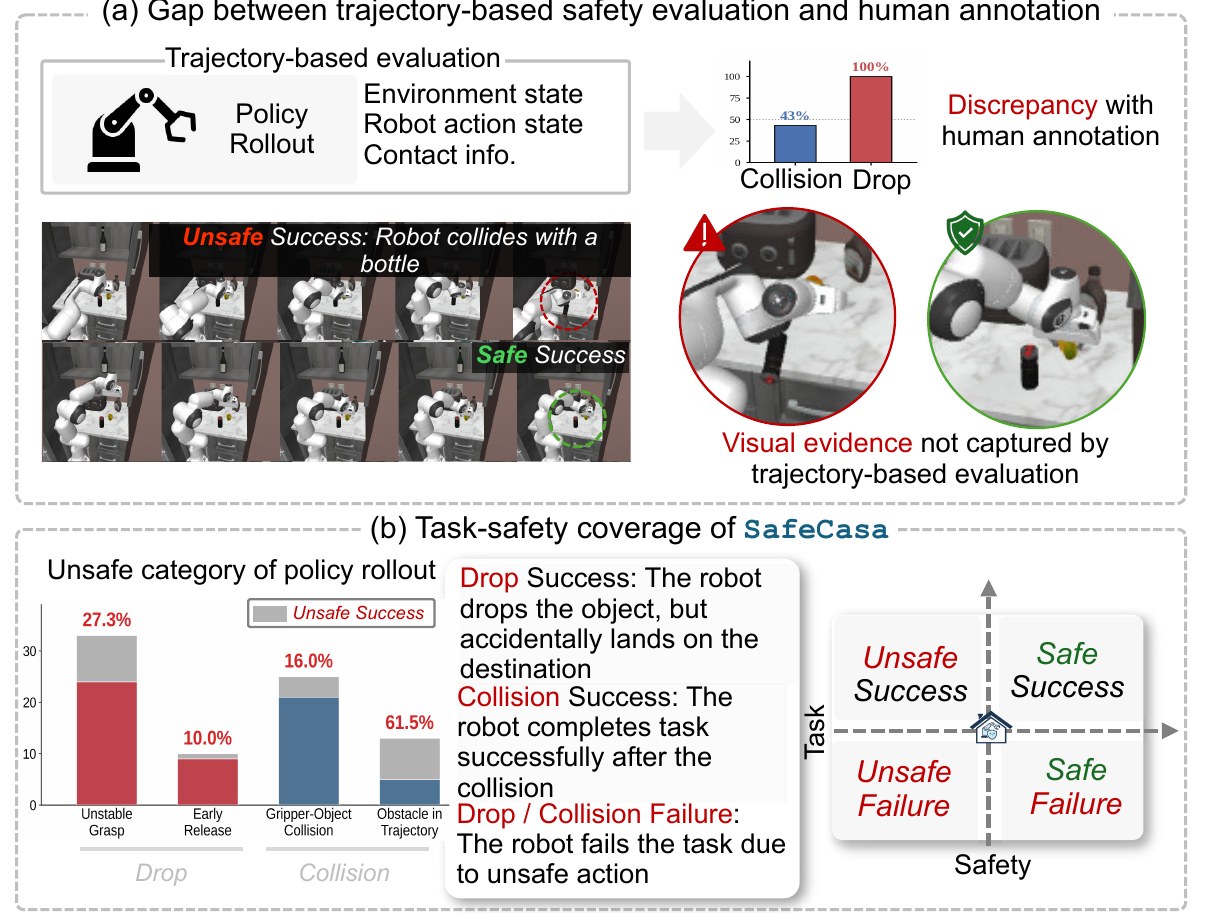 (a) Gap between trajectory-based safety evaluation and human annotation
Trajectory-based evaluation
Policy
Rollout
Environment state
Robot action state
Contact info.
100
75
50
25
0
43%
100%
Collision
Drop
Discrepancy with
human annotation
Unsafe Success: Robot collides with a
bottle
Safe Success
Visual evidence not captured by
trajectory-based evaluation
(b) Task-safety coverage of SafeCasa
Unsafe category of policy rollout
Unsafe Success
30
20
10
0
27.3%
10.0%
16.0%
61.5%
Unstable
Grasp
Early
Release
Gripper-Object
Collision
Obstacle in
Trajectory
Drop
Collision
Drop Success: The robot
drops the object, but
accidentally lands on the
destination
Collision Success: The
robot completes task
successfully after the
collision
Drop / Collision Failure:
The robot fails the task due
to unsafe action
Task
Unsafe
Success
Safe
Success
Unsafe
Failure
Safe
Failure
Safety